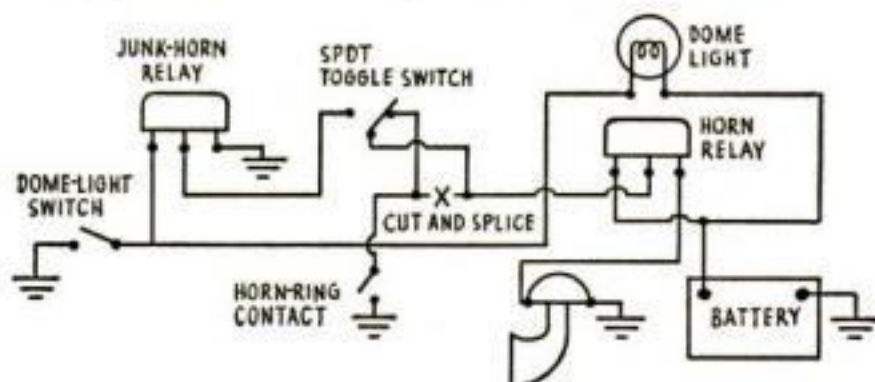 JUNK-HORN
RELAY
SPDT
TOGGLE SWITCH
DOME
LIGHT
HORN
RELAY
DOME-LIGHT
SWITCH
X
CUT AND SPLICE
HORN-RING
CONTACT
BATTERY